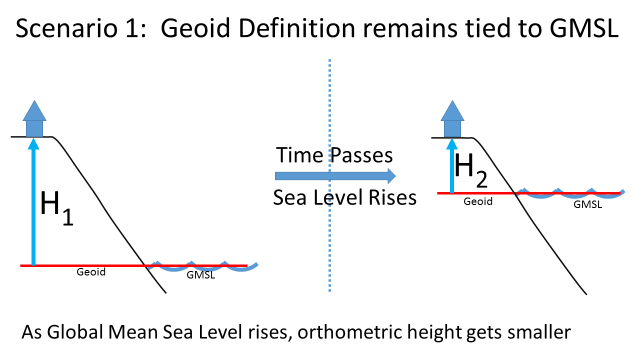 Scenario 1:  Geoid Definition remains tied to GMSL
Time Passes
Sea Level Rises
H1
Geoid
GMSL
H2
Geoid
GMSL
As Global Mean Sea Level rises, orthometric height gets smaller